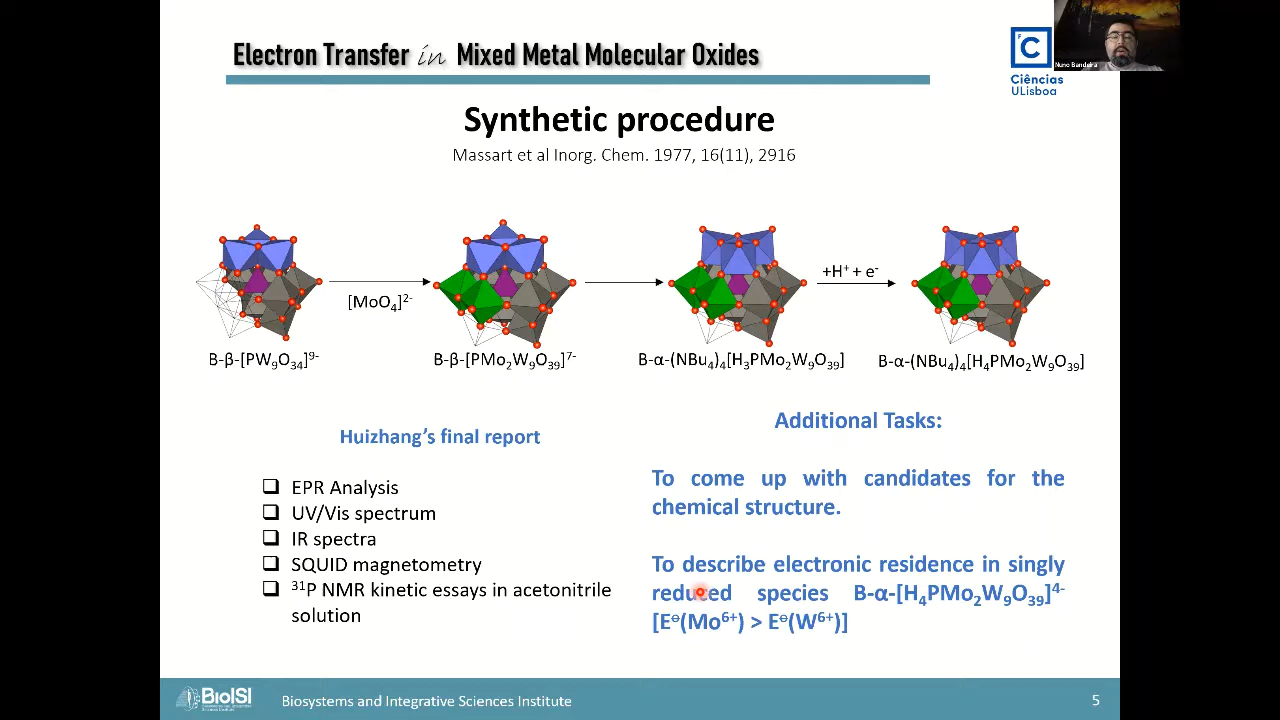 Electron Transfer in Mixed Metal Molecular Oxides
C
Ciências
ULisboa
Nuno Bandeira
Synthetic procedure
Massart et al Inorg. Chem. 1977, 16(11), 2916
[MoO₄]²⁻
+H⁺ + e⁻
B-β-[PW₉O₃₄]⁹⁻
B-β-[PMo₂W₉O₃₉]⁷⁻
B-α-(NBu₄)₄[H₃PMo₂W₉O₃₉]
B-α-(NBu₄)₄[H₄PMo₂W₉O₃₉]
Huizhang's final report
❑ EPR Analysis
❑ UV/Vis spectrum
❑ IR spectra
❑ SQUID magnetometry
❑ ³¹P NMR kinetic essays in acetonitrile
solution
Additional Tasks:
To come up with candidates for the
chemical structure.
To describe electronic residence in singly
reduced species B-α-[H₄PMo₂W₉O₃₉]⁴⁻
[E⊖(Mo⁶⁺) > E⊖(W⁶⁺)]
BioISI
Biosystems and Integrative Sciences Institute
5